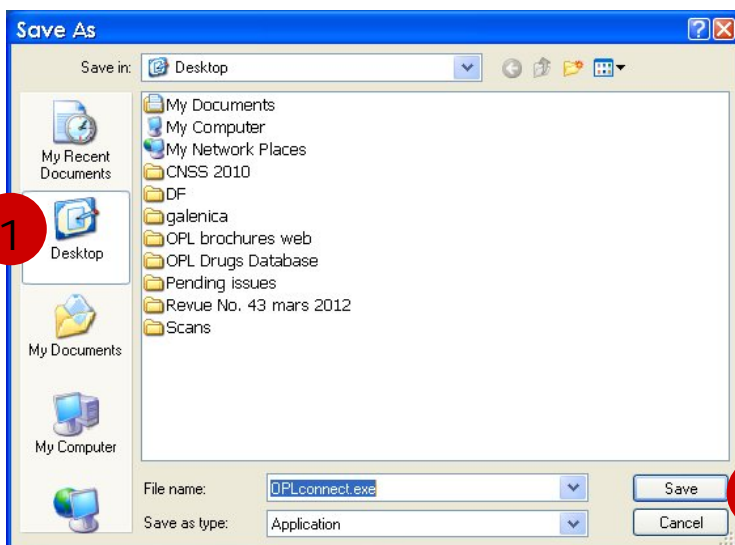 Save As
Save in: Desktop
My Recent Documents
1
Desktop
My Documents
My Computer
My Documents
My Computer
My Network Places
CNSS 2010
DF
galenica
OPL brochures web
OPL Drugs Database
Pending issues
Revue No. 43 mars 2012
Scans
File name: OPLconnect.exe
Save
Save as type: Application
Cancel